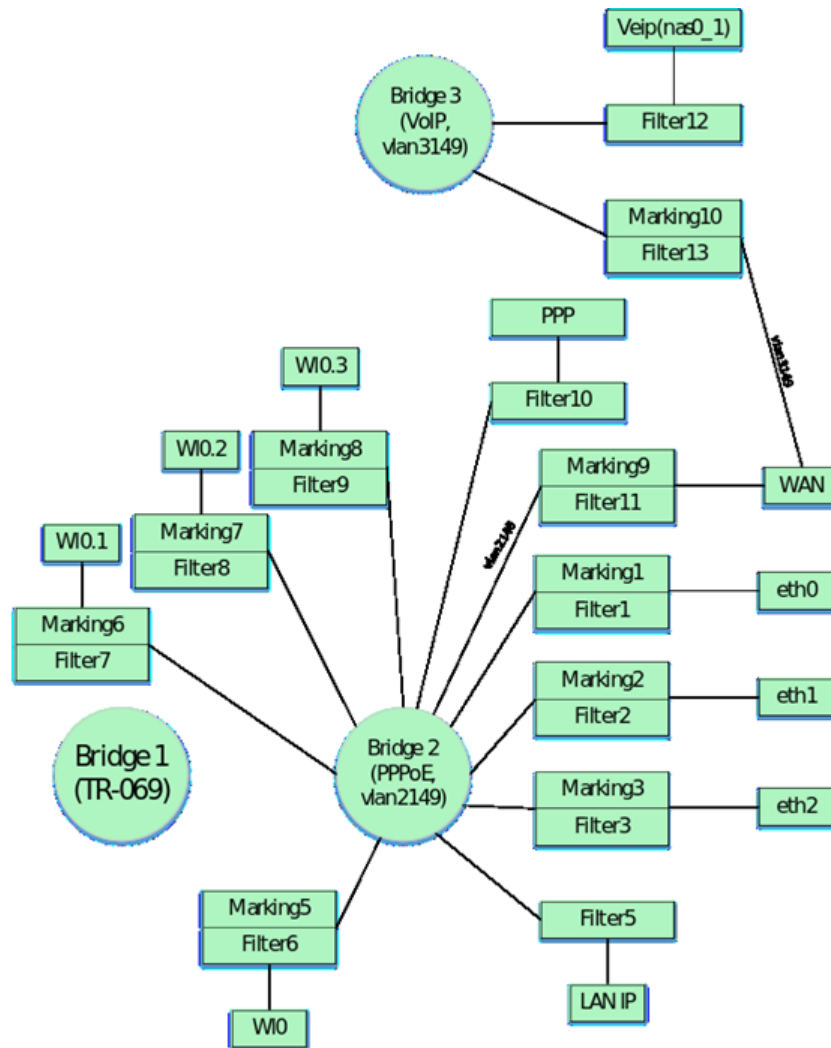 Veip(nas0_1)
Bridge 3
(VoIP,
vlan3149)
Filter12
Marking10
Filter13
PPP
vlan3149
Wl0.3
Filter10
Marking8
Filter9
Wl0.2
Marking9
Filter11
WAN
Marking7
Filter8
vlan2149
Wl0.1
Marking1
Filter1
eth0
Marking6
Filter7
Marking2
Filter2
eth1
Bridge 1
(TR-069)
Bridge 2
(PPPoE,
vlan2149)
Marking3
Filter3
eth2
Marking5
Filter6
Filter5
Wl0
LAN IP